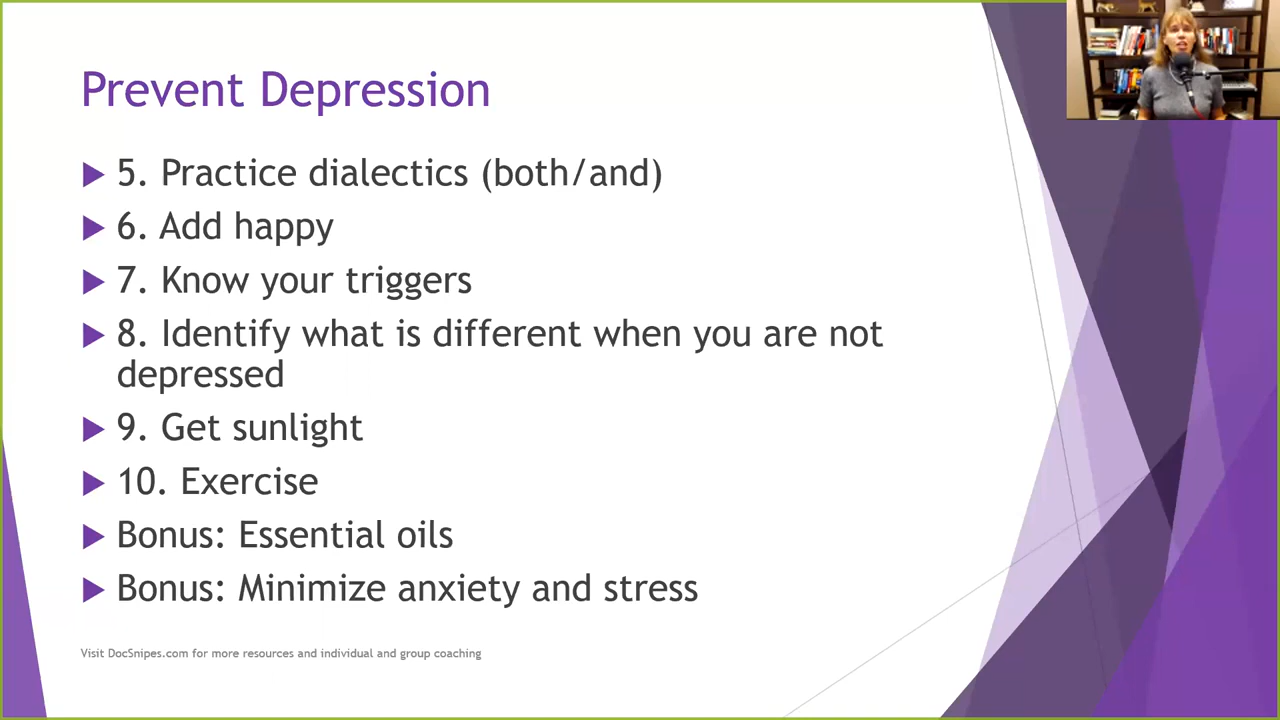 Prevent Depression
5. Practice dialectics (both/and)
6. Add happy
7. Know your triggers
8. Identify what is different when you are not
depressed
9. Get sunlight
10. Exercise
Bonus: Essential oils
Bonus: Minimize anxiety and stress
Visit DocSnipes.com for more resources and individual and group coaching